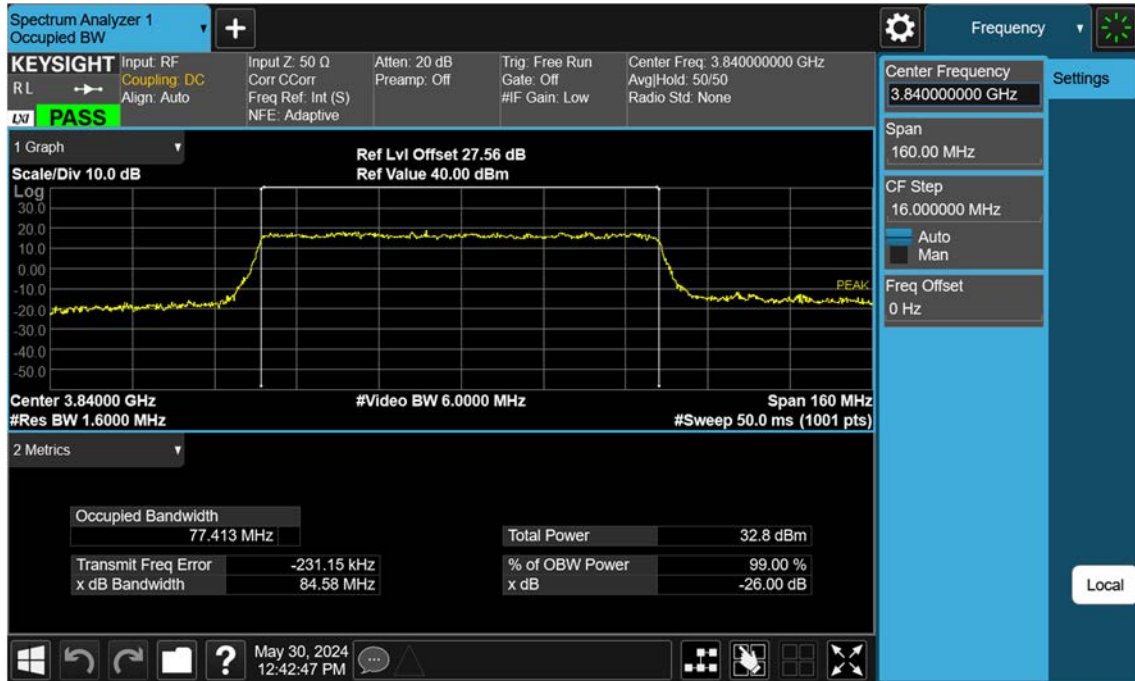 Spectrum Analyzer 1
Occupied BW
+
Frequency
KEYSIGHT
R L
LXI
PASS
Input: RF
Coupling: DC
Align: Auto
Input Z: 50 Ω
Corr CCorr
Freq Ref: Int (S)
NFE: Adaptive
Atten: 20 dB
Preamp: Off
Trig: Free Run
Gate: Off
#IF Gain: Low
Center Freq: 3.840000000 GHz
Avg|Hold: 50/50
Radio Std: None
Center Frequency
3.840000000 GHz
Settings
Span
160.00 MHz
CF Step
16.000000 MHz
Auto
Man
Freq Offset
0 Hz
Local
1 Graph
Scale/Div 10.0 dB
Ref Lvl Offset 27.56 dB
Ref Value 40.00 dBm
Log
30.0
20.0
10.0
0.00
-10.0
-20.0
-30.0
-40.0
-50.0
PEAK
Center 3.84000 GHz
#Video BW 6.0000 MHz
Span 160 MHz
#Res BW 1.6000 MHz
#Sweep 50.0 ms (1001 pts)
2 Metrics
Occupied Bandwidth
77.413 MHz
Total Power 32.8 dBm
Transmit Freq Error -231.15 kHz
% of OBW Power 99.00 %
x dB Bandwidth 84.58 MHz
x dB -26.00 dB
?
May 30, 2024
12:42:47 PM